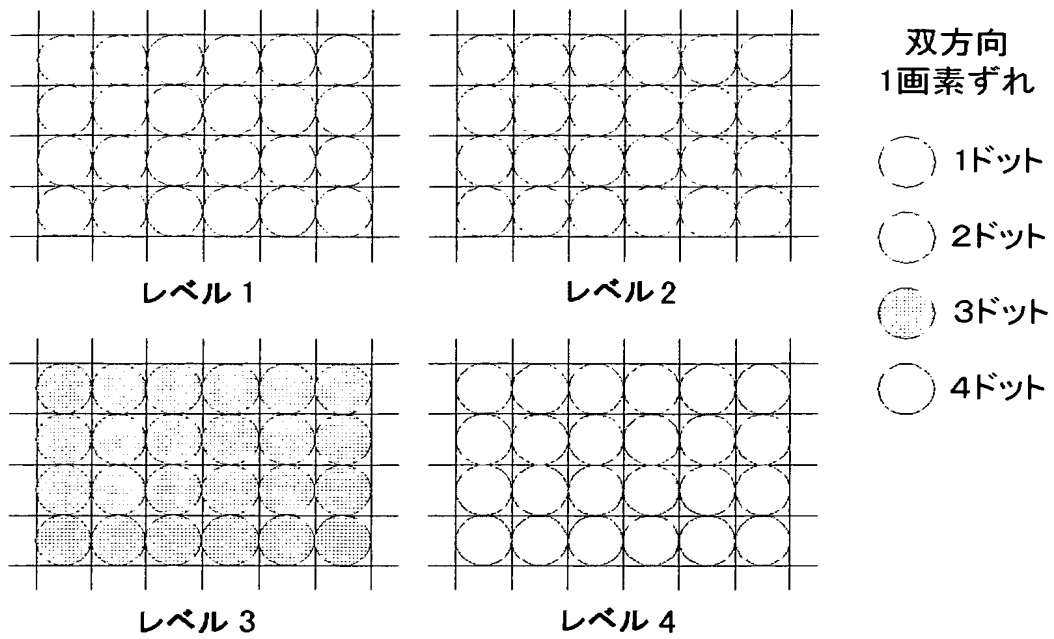 双方向
1画素ずれ
1ドット
2ドット
3ドット
4ドット
レベル 1
レベル 2
レベル 3
レベル 4